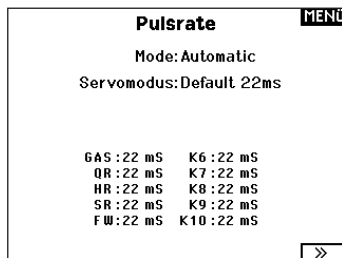 Pulsrate
MENÜ
Mode: Automatic
Servomodus: Default 22ms
GAS :22 mS K6 :22 mS
QR :22 mS K7 :22 mS
HR :22 mS K8 :22 mS
SR :22 mS K9 :22 mS
FW:22 mS K10 :22 mS
»